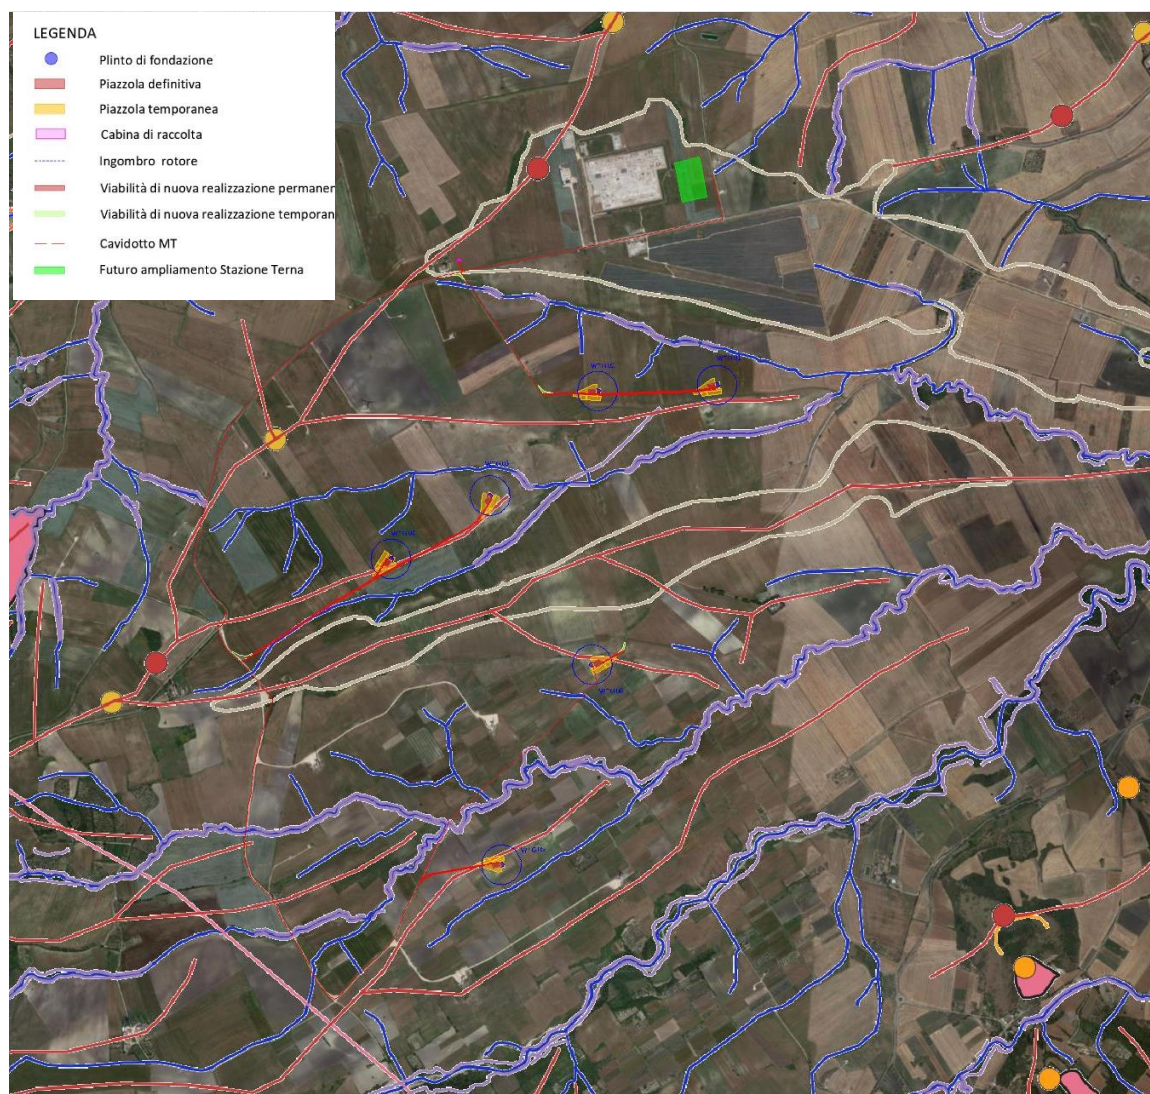 LEGENDA
Plinto di fondazione
Piazzola definitiva
Piazzola temporanea
Cabina di raccolta
Ingombro rotore
Viabilità di nuova realizzazione permaner
Viabilità di nuova realizzazione temporan
Cavidotto MT
Futuro ampliamento Stazione Terna